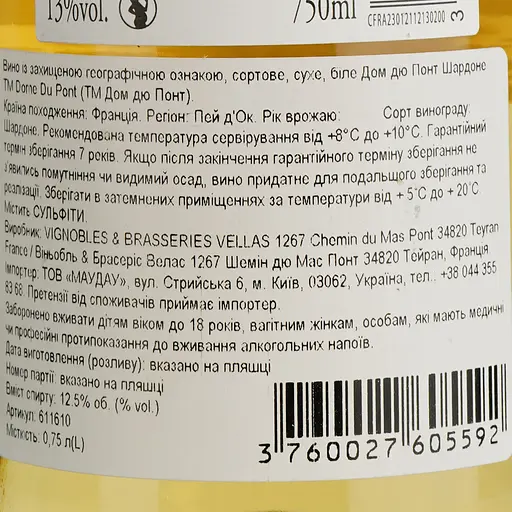 13%vol.
750ml
CFRA23012112130200
3
Вино із захищеною географічною ознакою, сортове, сухе, біле Дом дю Понт Шардоне
ТМ Dome Du Pont (ТМ Дом дю Понт).
Країна походження: Франція. Регіон: Пей д'Ок. Рік врожаю: Сорт винограду:
Шардоне. Рекомендована температура сервірування від +8°С до +10°С. Гарантійний
термін зберігання 7 років. Якщо після закінчення гарантійного терміну зберігання не
з'явились помутніння чи видимий осад, вино придатне для подальшого зберігання та
реалізації. Зберігати в затемнених приміщеннях за температури від + 5°С до + 20°С
Містить СУЛЬФІТИ.
Виробник: VIGNOBLES & BRASSERIES VELLAS 1267 Chemin du Mas Pont 34820 Teyran
France / Віньобль & Брасеріс Велас 1267 Шемін дю Мас Понт 34820 Тейран, Франція
Імпортер: ТОВ «МАУДАУ», вул. Стрийська 6, м. Київ, 03062, Україна, тел.. +38 044 355
83 68. Претензії від споживачів приймає імпортер.
Заборонено вживати дітям віком до 18 років, вагітним жінкам, особам, які мають медичні
чи професійні протипоказання до вживання алкогольних напоїв.
Дата виготовлення (розливу): вказано на пляшці
Номер партії: вказано на пляшці
Вміст спирту: 12.5% об. (% vol.)
Артикул: 611610
Місткість: 0,75 л(L)
3 760027 605592